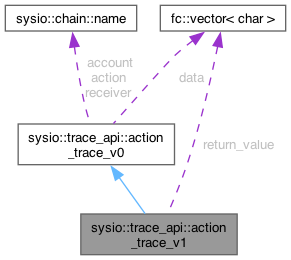 sysio::chain::name
fc::vector< char >
account
action
receiver
data
sysio::trace_api::action
_trace_v0
return_value
sysio::trace_api::action
_trace_v1